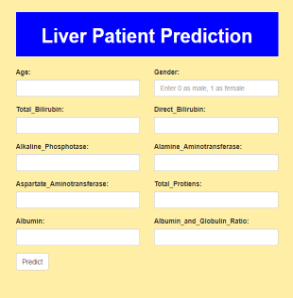 Liver Patient Prediction
Age: Gender:
Enter 0 as male, 1 as female
Total_Bilirubin: Direct_Bilirubin:
Alkaline_Phosphotase: Alamine_Aminotransferase:
Aspartate_Aminotransferase: Total_Protiens:
Albumin: Albumin_and_Globulin_Ratio:
Predict